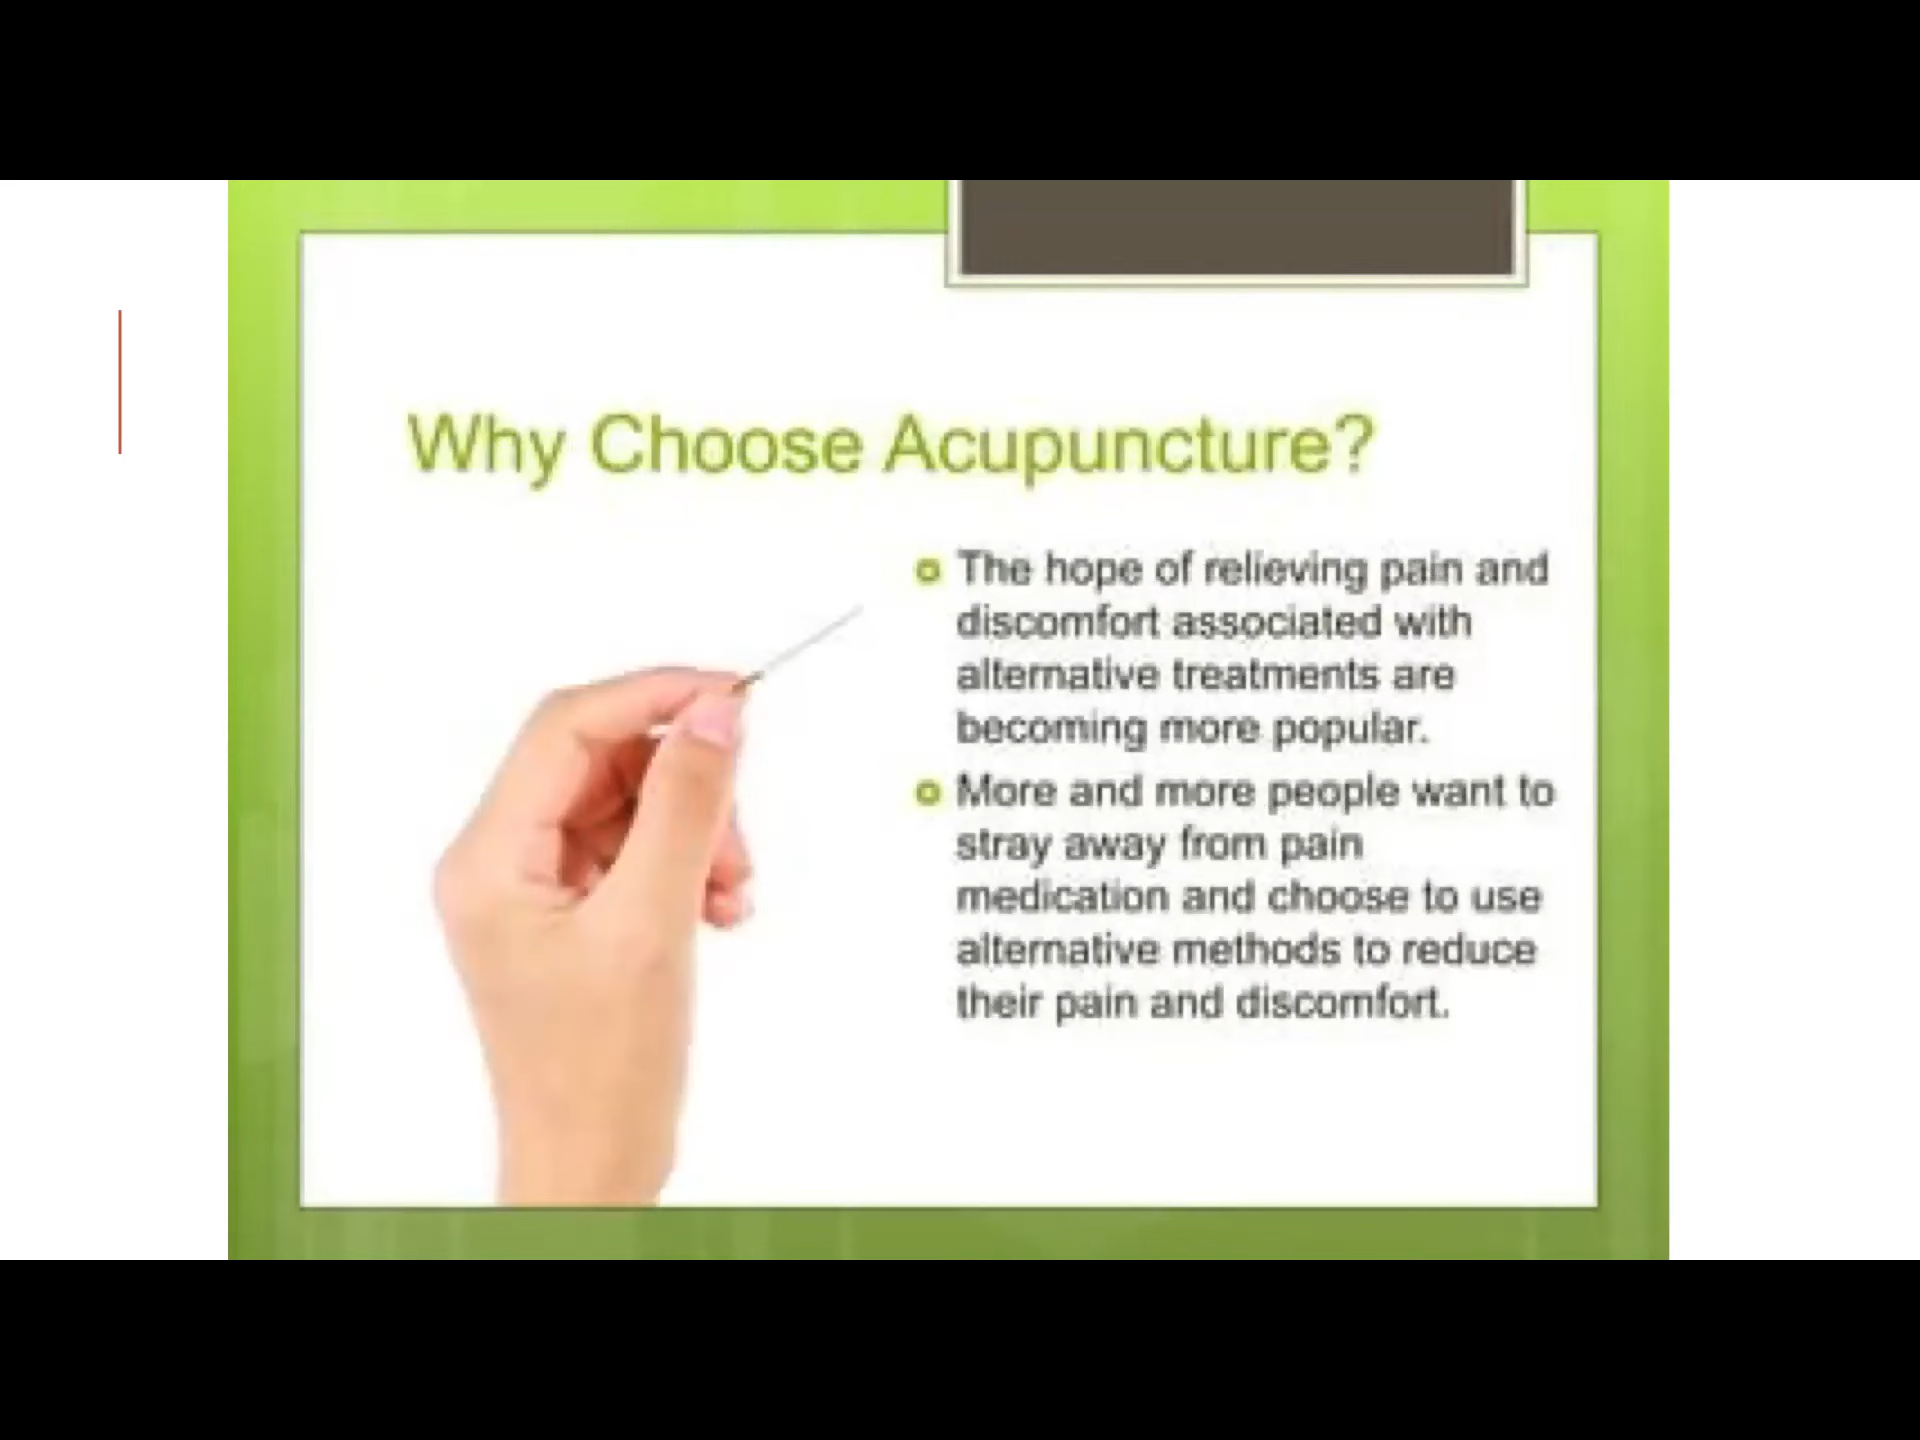 Why Choose Acupuncture?
The hope of relieving pain and
discomfort associated with
alternative treatments are
becoming more popular.
More and more people want to
stray away from pain
medication and choose to use
alternative methods to reduce
their pain and discomfort.